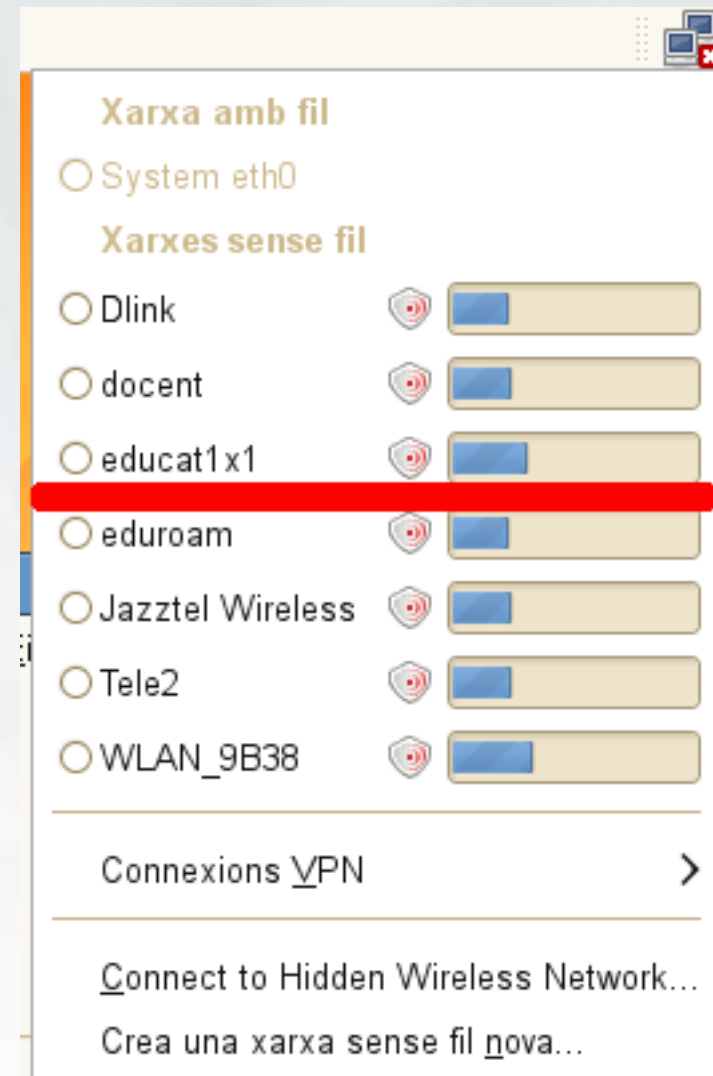 Xarxa amb fil
System eth0
Xarxes sense fil
Dlink
docent
educat1x1
eduroam
Jazztel Wireless
Tele2
WLAN_9B38
Connexions VPN
Connect to Hidden Wireless Network...
Crea una xarxa sense fil nova...